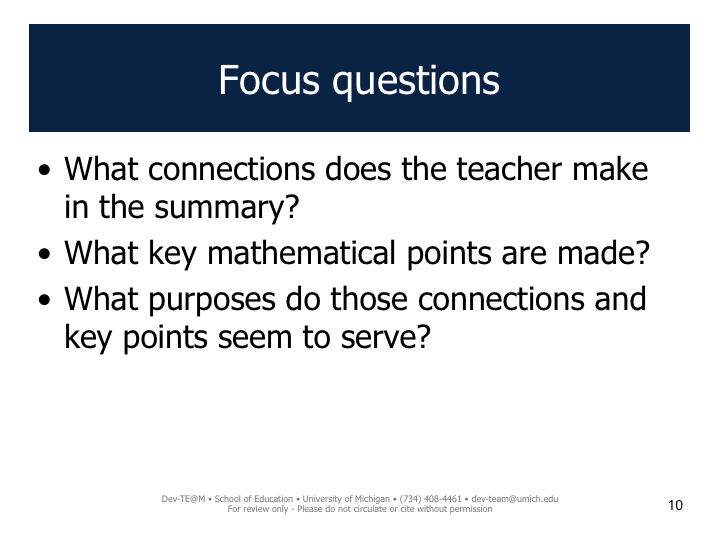 Focus questions
• What connections does the teacher make
in the summary?
• What key mathematical points are made?
• What purposes do those connections and
key points seem to serve?
Dev-TE@M • School of Education • University of Michigan • (734) 408-4461 • dev-team@umich.edu
For review only - Please do not circulate or cite without permission
10